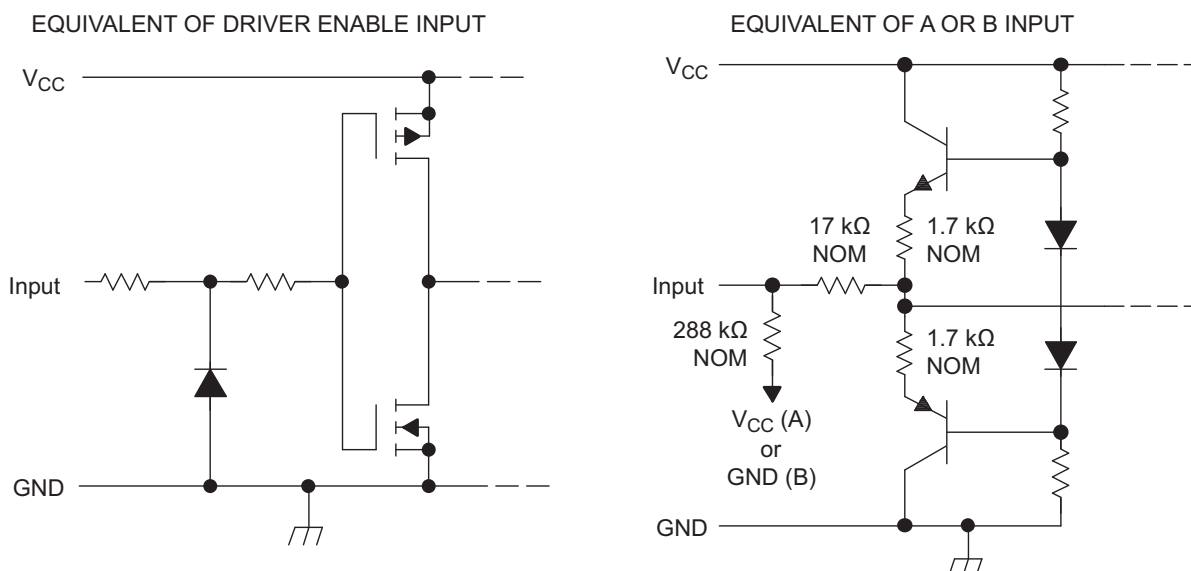 EQUIVALENT OF DRIVER ENABLE INPUT
VCC
Input
GND
EQUIVALENT OF A OR B INPUT
VCC
17 kΩ
NOM
1.7 kΩ
NOM
Input
288 kΩ
NOM
1.7 kΩ
NOM
VCC (A)
or
GND (B)
GND